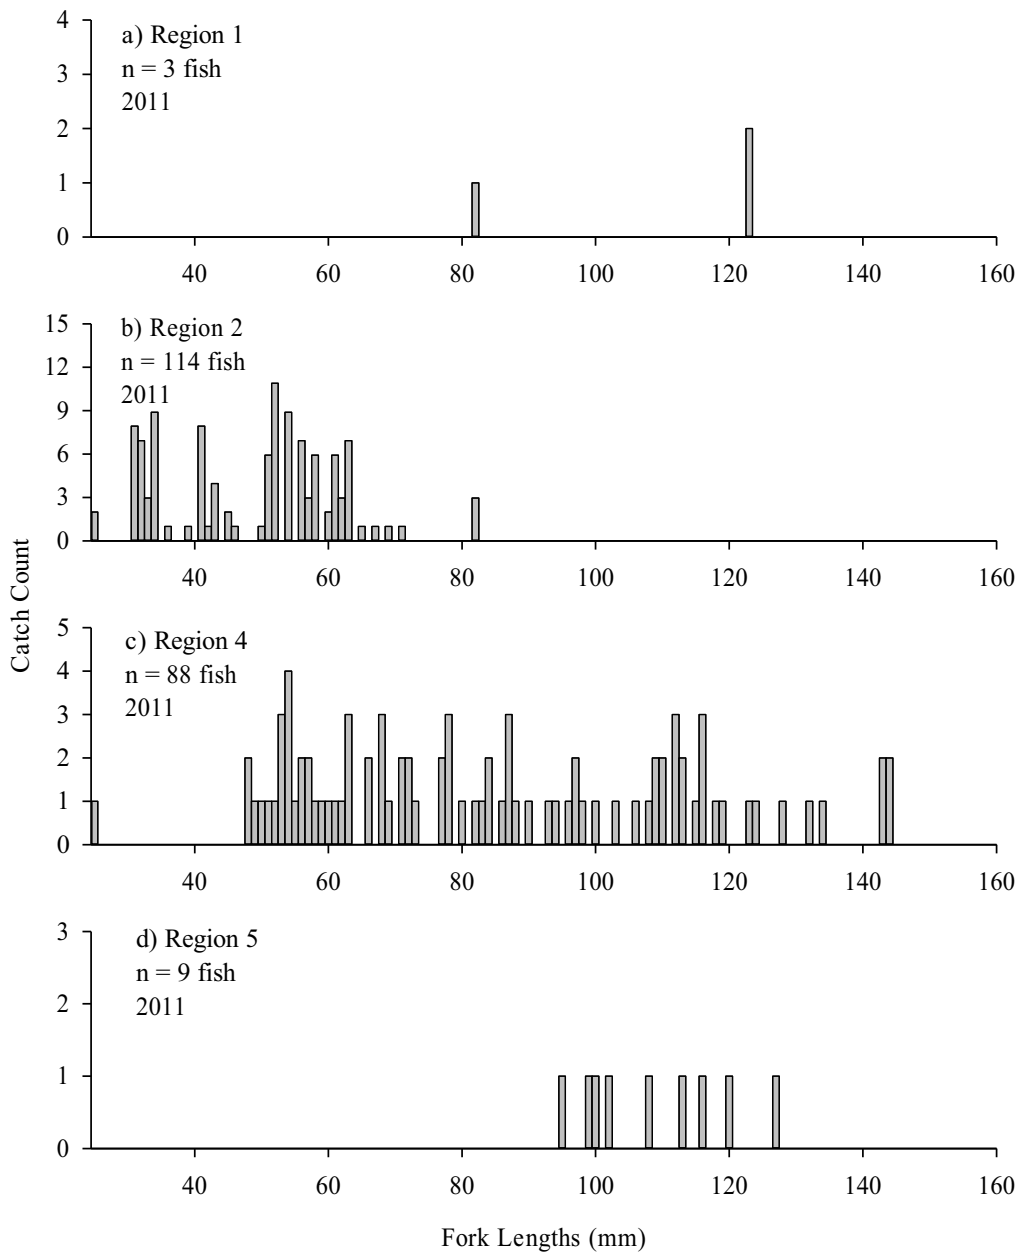 4
a) Region 1
n = 3 fish
3
2011
2
1
0
40 60 80 100 120 140 160
15
b) Region 2
n = 114 fish
12
2011
9
6
3
0
40 60 80 100 120 140 160
Catch Count
5
c) Region 4
n = 88 fish
4
2011
3
2
1
0
40 60 80 100 120 140 160
3
d) Region 5
n = 9 fish
2011
2
1
0
40 60 80 100 120 140 160
Fork Lengths (mm)